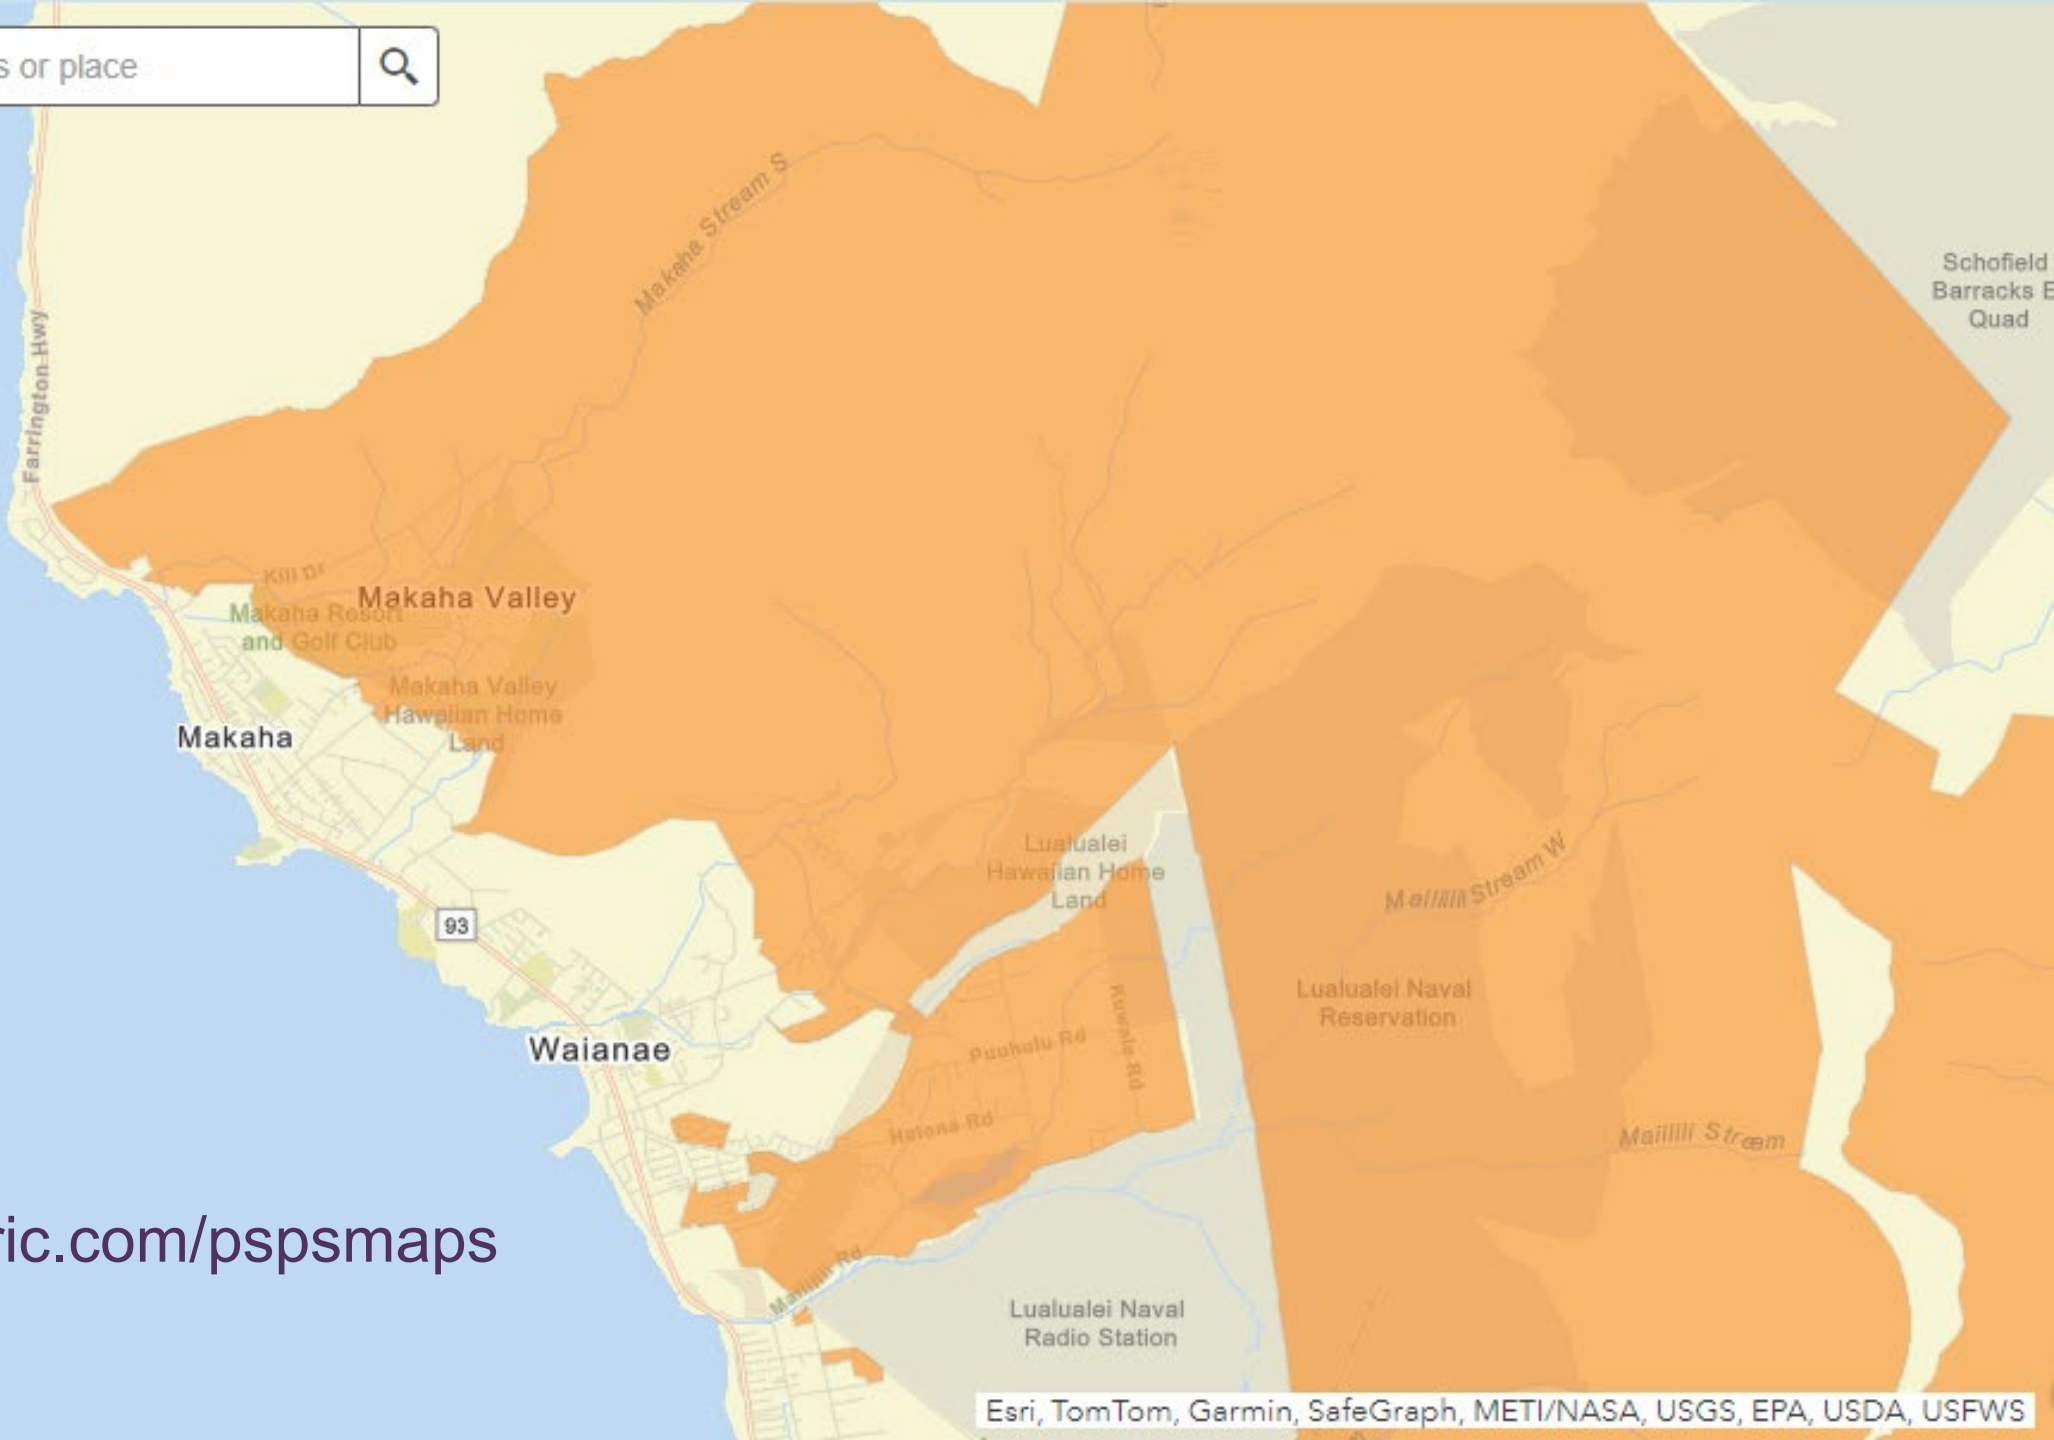 s or place
Makaha Stream S
Schofield
Barracks E
Quad
Farrington Hwy
Kili Dr
Makaha Valley
Makaha Resort
and Golf Club
Makaha Valley
Hawaiian Home
Land
Makaha
Lualualei
Hawaiian Home
Land
Maililili Stream W
93
Lualualei Naval
Reservation
Kuwale Rd
Puuhulu Rd
Waianae
Halona Rd
Maililili Stream
ric.com/pspsmaps
Lualualei Naval
Radio Station
Esri, TomTom, Garmin, SafeGraph, METI/NASA, USGS, EPA, USDA, USFWS